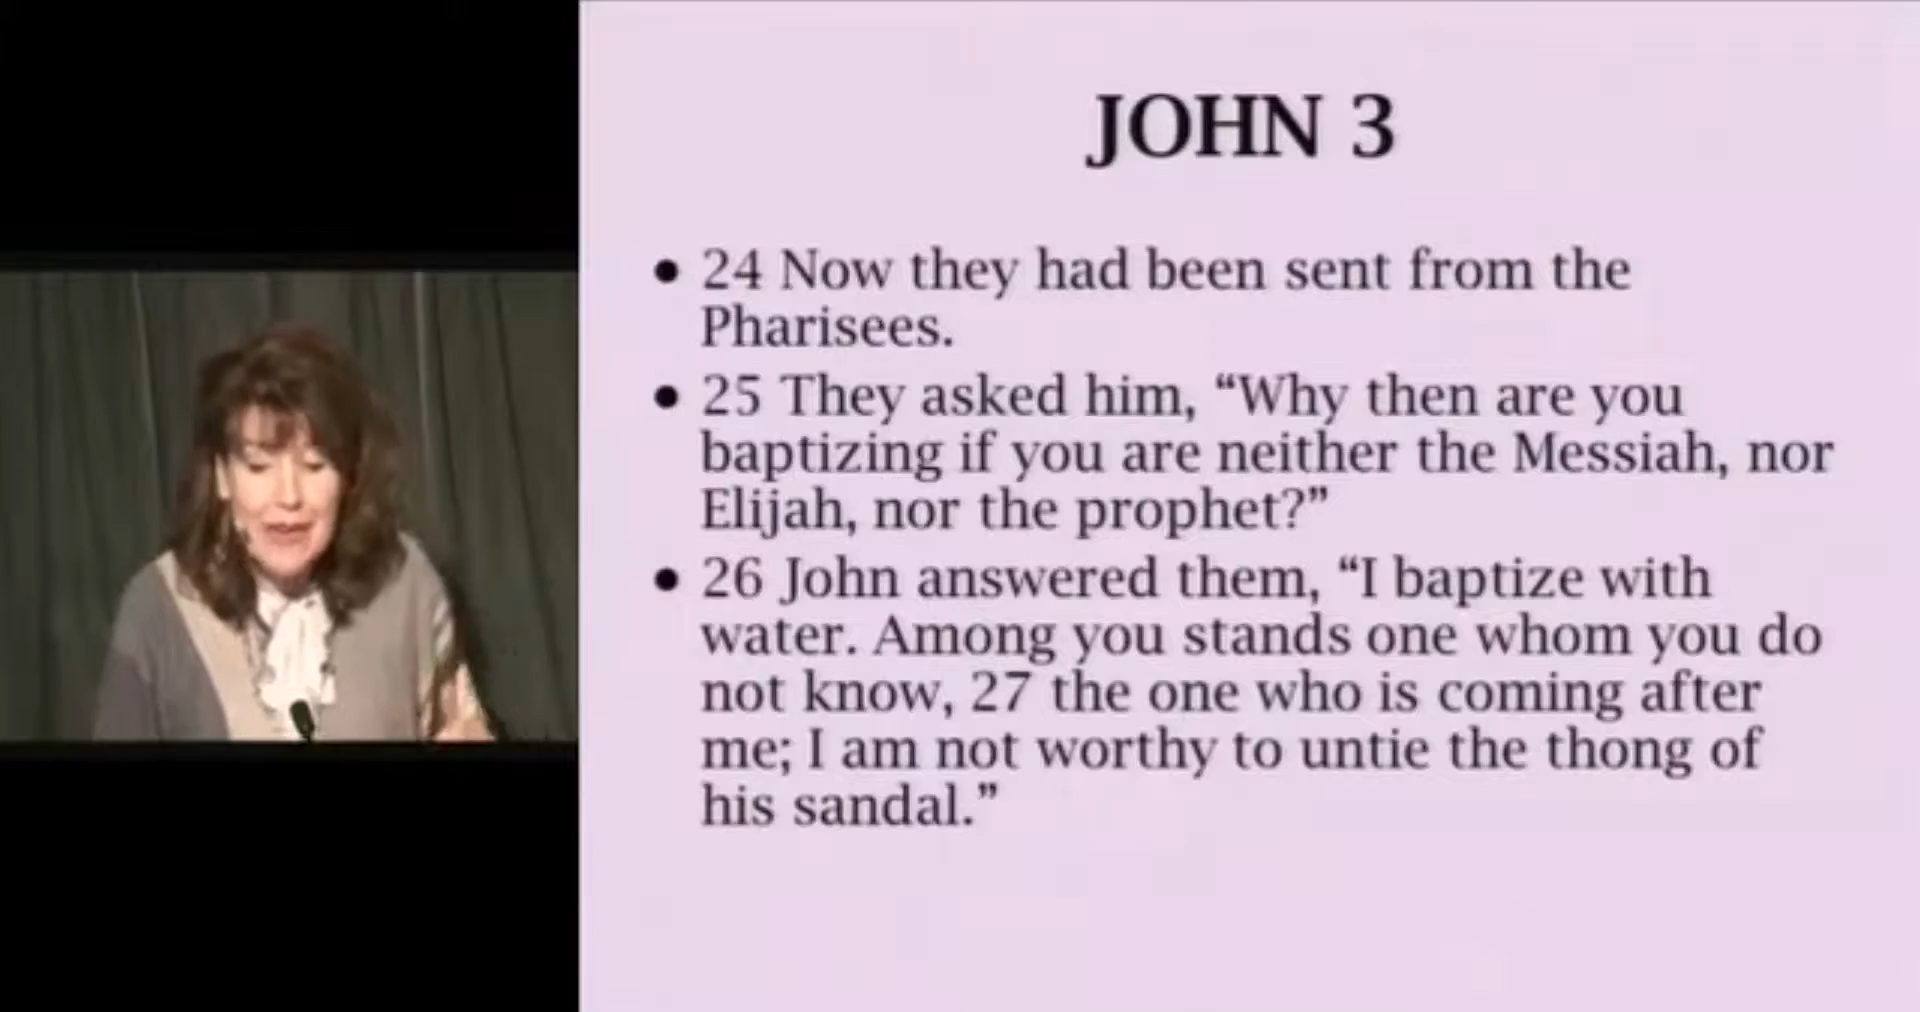 JOHN 3
• 24 Now they had been sent from the
Pharisees.
• 25 They asked him, “Why then are you
baptizing if you are neither the Messiah, nor
Elijah, nor the prophet?”
• 26 John answered them, “I baptize with
water. Among you stands one whom you do
not know, 27 the one who is coming after
me; I am not worthy to untie the thong of
his sandal.”